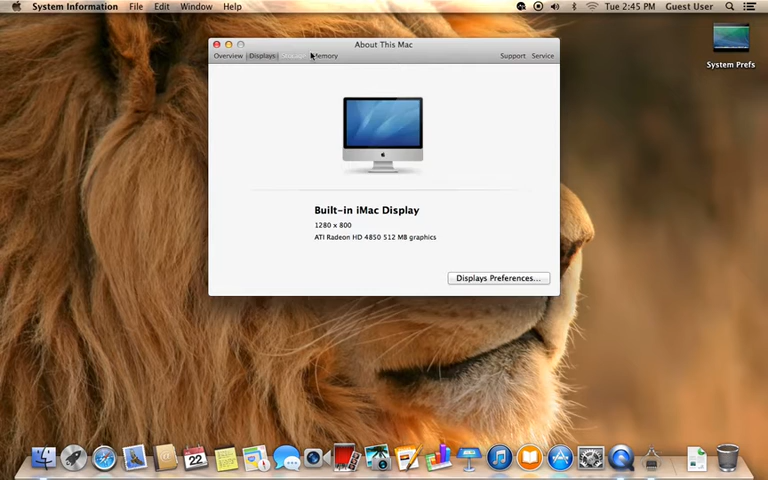 System Information File Edit Window Help Tue 2:45 PM Guest User
About This Mac
Overview Displays Storage Memory Support Service
System Prefs
Built-in iMac Display
1280 x 800
ATI Radeon HD 4850 512 MB graphics
Displays Preferences...
22